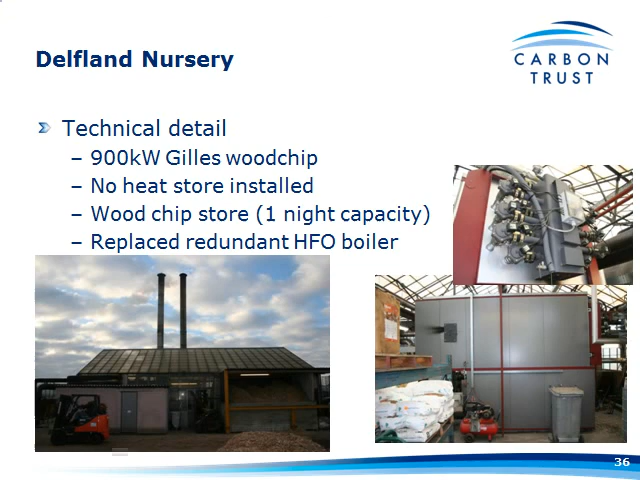 Delfland Nursery
CARBON
TRUST
Technical detail
– 900kW Gilles woodchip
– No heat store installed
– Wood chip store (1 night capacity)
– Replaced redundant HFO boiler
36